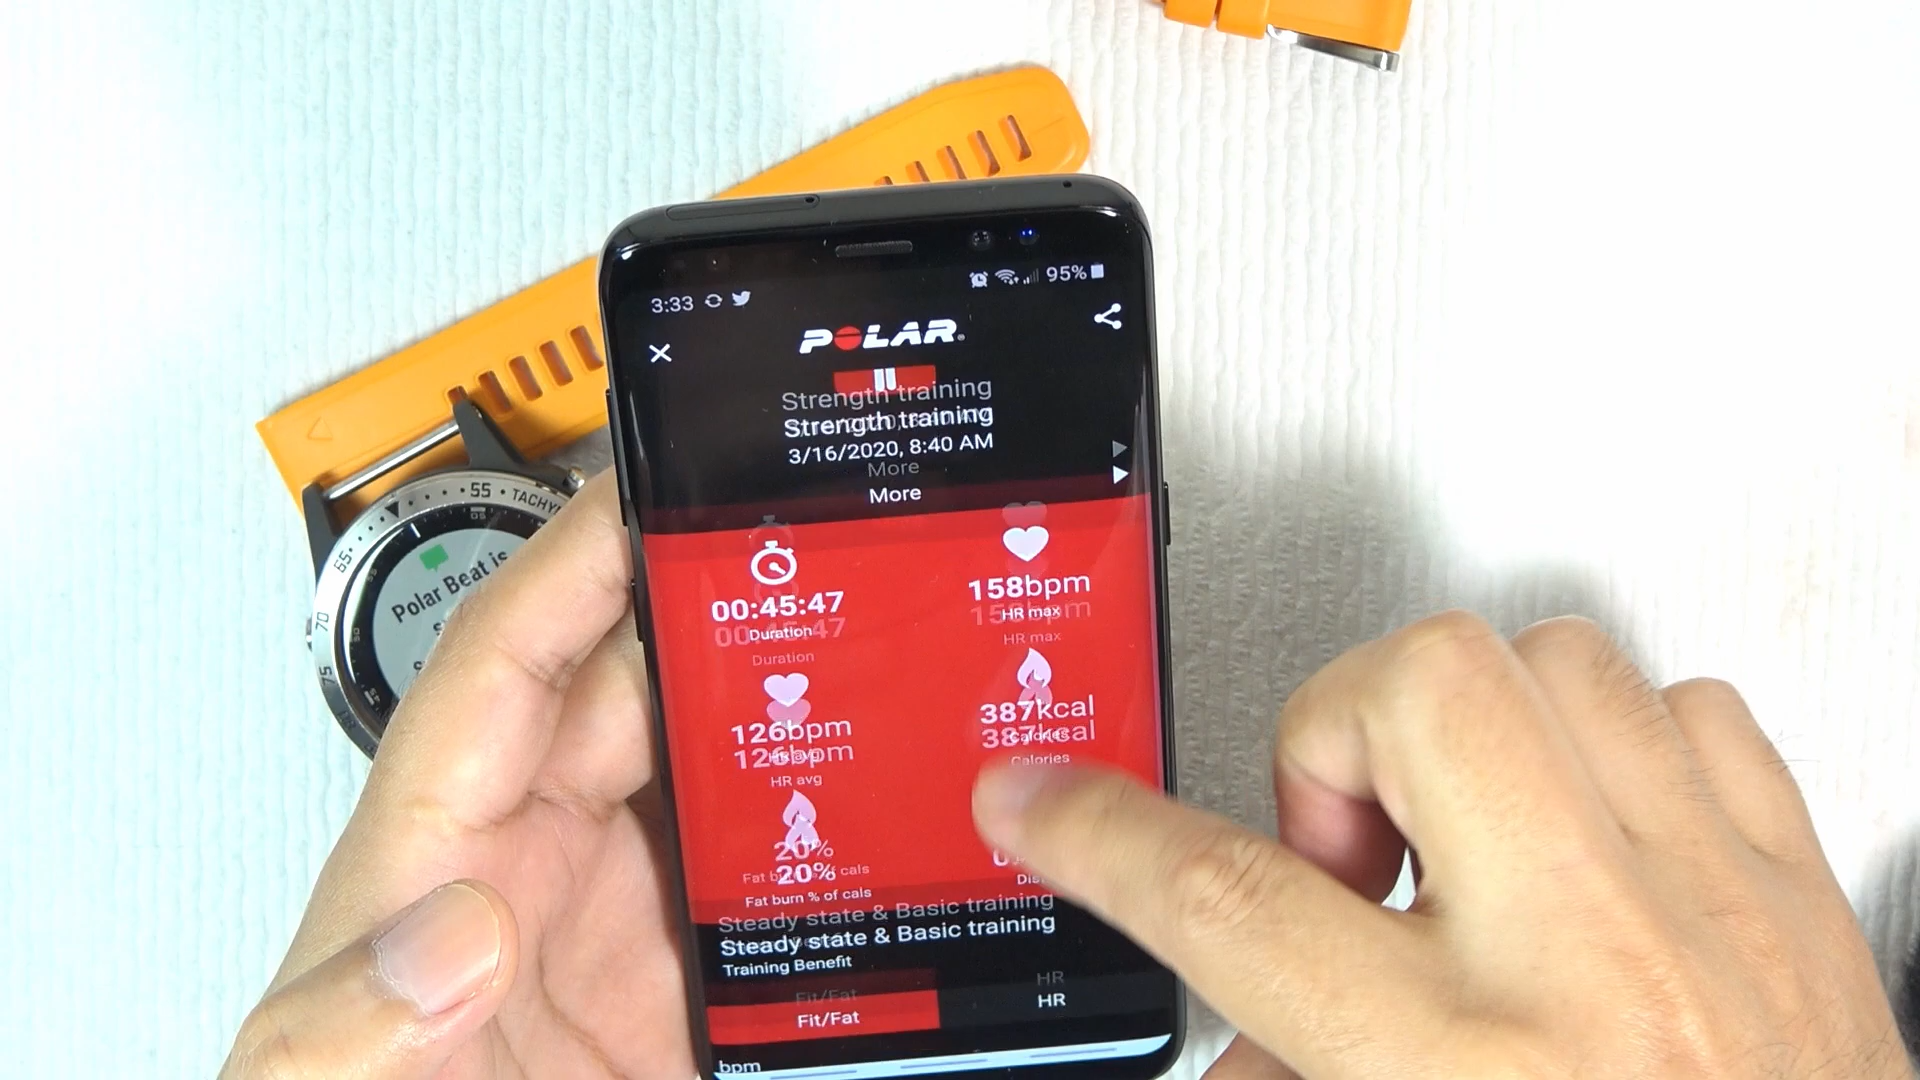 3:33
95%
POLAR
Strength training
3/16/2020, 8:40 AM
More
00:45:47
Duration
158bpm
HR max
126bpm
HR avg
387kcal
Calories
20%
Fat burn % of cals
Steady state & Basic training
Training Benefit
Fit/Fat
HR
bpm
55
TACHY
65
70
75
Polar Beat is